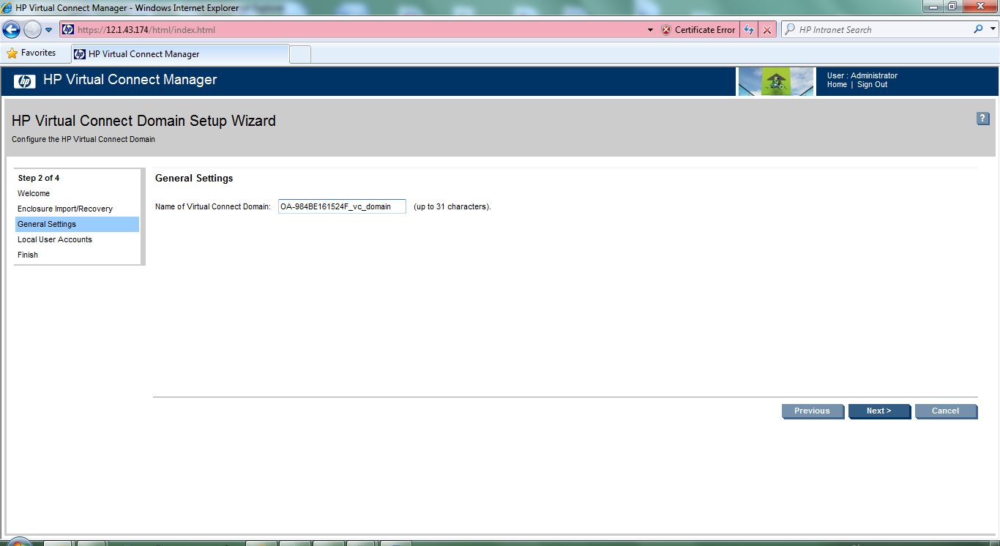 HP Virtual Connect Manager - Windows Internet Explorer
https://12.1.43.174/html/index.html
Certificate Error
HP Intranet Search
Favorites
HP Virtual Connect Manager
hp HP Virtual Connect Manager
User : Administrator
Home | Sign Out
HP Virtual Connect Domain Setup Wizard
?
Configure the HP Virtual Connect Domain
Step 2 of 4
Welcome
Enclosure Import/Recovery
General Settings
Local User Accounts
Finish
General Settings
Name of Virtual Connect Domain: OA-984BE161524F_vc_domain (up to 31 characters).
Previous Next > Cancel